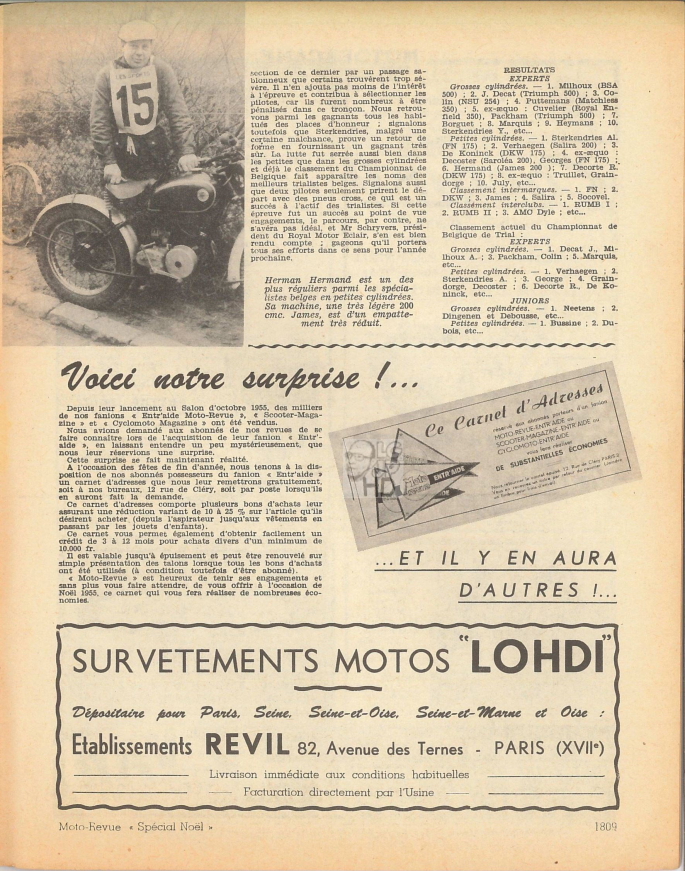 15
section de ce dernier par un passage sa-
blonneux que certains trouvèrent trop sé-
vère. Il n'en ajouta pas moins de l'intérêt
à l'épreuve et contribua à sélectionner les
pilotes, car ils furent nombreux à être
pénalisés dans ce tronçon. Nous retrou-
vons parmi les gagnants tous les habi-
tués des places d'honneur ; signalons
toutefois que Sterkendries, malgré une
certaine malchance, prouve un retour de
forme en fournissant un gagnant très
sûr. La lutte fut serrée aussi bien dans
les petites que dans les grosses cylindrées
et déjà le classement du Championnat de
Belgique fait apparaître les noms des
meilleurs trialistes belges. Signalons aussi
que deux pilotes seulement prirent le dé-
part avec des pneus cross, ce qui est un
succès à l'actif des trialistes. Si cette
épreuve fut un succès au point de vue
engagements, le parcours, par contre, ne
s'avéra pas idéal, et Mr Schryvers, prési-
dent du Royal Motor Eclair, s'en est bien
rendu compte ; gageons qu'il portera
tous ses efforts dans ce sens pour l'année
prochaine.
Herman Hermand est un des
plus réguliers parmi les spécia-
listes belges en petites cylindrées.
Sa machine, une très légère 200
cmc. James, est d'un empatte-
ment très réduit.
RESULTATS
EXPERTS
Grosses cylindrées. — 1. Milhoux (BSA
500) ; 2. J. Decat (Triumph 500) ; 3. Co-
lin (NSU 254) ; 4. Puttemans (Matchless
350) ; 5. ex-æquo : Cuvelier (Royal En-
field 350), Packham (Triumph 500) ; 7.
Borguet ; 8. Marquis ; 9. Heymans ; 10.
Sterkendries Y., etc...
Petites cylindrées. — 1. Sterkendries Al.
(FN 175) ; 2. Verhaegen (Salira 200) ; 3.
De Koninck (DKW 175) ; 4. ex-æquo :
Decoster (Saroléa 200), Georges (FN 175) ;
6. Hermand (James 200) ; 7. Decorte R.
(DKW 175) ; 8. ex-æquo : Truillet, Grain-
dorge ; 10. July, etc...
Classement intermarques. — 1. FN ; 2.
DKW ; 3. James ; 4. Salira ; 5. Socovel.
Classement interclubs. — 1. RUMB I ;
2. RUMB II ; 3. AMC Dyle ; etc...
Classement actuel du Championnat de
Belgique de Trial :
EXPERTS
Grosses cylindrées. — 1. Decat J., Mi-
lhoux A. ; 3. Packham, Colin ; 5. Marquis,
etc...
Petites cylindrées. — 1. Verhaegen ; 2.
Sterkendries A. ; 3. George ; 4. Grain-
dorge, Decoster ; 6. Decorte R., De Ko-
ninck, etc...
JUNIORS
Grosses cylindrées. — 1. Neetens ; 2.
Dingenen et Debousse, etc...
Petites cylindrées. — 1. Bussine ; 2. Du-
bois, etc...
Voici notre surprise !...
Depuis leur lancement au Salon d'octobre 1955, des milliers
de nos fanions « Entr'aide Moto-Revue », « Scooter-Maga-
zine » et « Cyclomoto Magazine » ont été vendus.
Nous avions demandé aux abonnés de nos revues de se
faire connaître lors de l'acquisition de leur fanion « Entr'-
aide », en laissant entendre un peu mystérieusement, que
nous leur réservions une surprise.
Cette surprise se fait maintenant réalité.
A l'occasion des fêtes de fin d'année, nous tenons à la dis-
position de nos abonnés possesseurs du fanion « Entr'aide »
un carnet d'adresses que nous leur remettrons gratuitement,
soit à nos bureaux, 12 rue de Cléry, soit par poste lorsqu'ils
en auront fait la demande.
Ce carnet d'adresses comporte plusieurs bons d'achats leur
assurant une réduction variant de 10 à 25 % sur l'article qu'ils
désirent acheter (depuis l'aspirateur jusqu'aux vêtements en
passant par les jouets d'enfants).
Ce carnet vous permet également d'obtenir facilement un
crédit de 3 à 12 mois pour achats divers d'un minimum de
10.000 fr.
Il est valable jusqu'à épuisement et peut être renouvelé sur
simple présentation des talons lorsque tous les bons d'achats
ont été utilisés (à condition toutefois d'être abonné).
« Moto-Revue » est heureux de tenir ses engagements et
sans plus vous faire attendre, de vous offrir à l'occasion de
Noël 1955, ce carnet qui vous fera réaliser de nombreuses éco-
nomies.
Ce Carnet d'Adresses
réservé aux abonnés porteurs d'un fanion
MOTO-REVUE-ENTR'AIDE ou
SCOOTER-MAGAZINE-ENTR'AIDE ou
CYCLOMOTO-ENTR'AIDE
vous fera réaliser
DE SUBSTANTIELLES ÉCONOMIES
ENTR'AIDE
...ET IL Y EN AURA
D'AUTRES !...
SURVETEMENTS MOTOS "LOHDI"
Dépositaire pour Paris, Seine, Seine-et-Oise, Seine-et-Marne et Oise :
Etablissements REVIL 82, Avenue des Ternes - PARIS (XVIIe)
Livraison immédiate aux conditions habituelles
Facturation directement par l'Usine
Moto-Revue « Spécial Noël »
1809